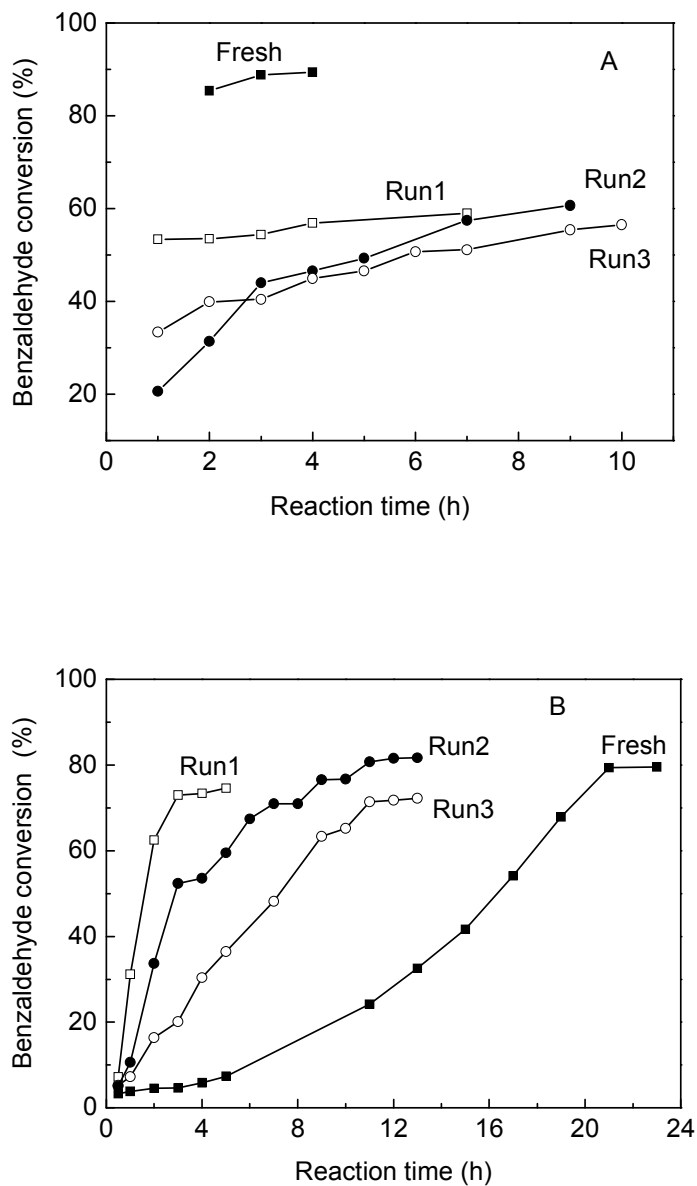 100
80
60
40
20
Benzaldehyde conversion (%)
Fresh
A
Run1
Run2
Run3
2 4 6 8 10
Reaction time (h)
100
80
60
40
20
0
Benzaldehyde conversion (%)
B
Run1
Run2
Fresh
Run3
0 4 8 12 16 20 24
Reaction time (h)